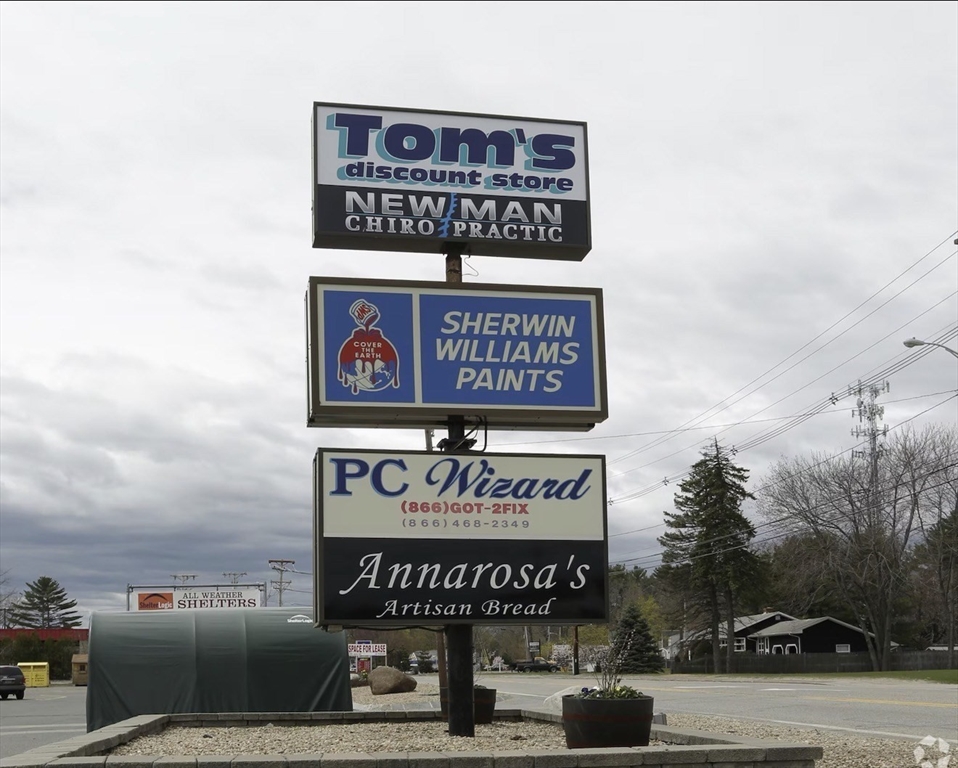 Tom's
discount store
NEWMAN
CHIROPRACTIC
COVER
THE
EARTH
SHERWIN
WILLIAMS
PAINTS
PC Wizard
(866)GOT-2FIX
(866) 468-2349
Annarosa's
Artisan Bread
ShelterLogic
ALL WEATHER
SHELTERS
SPACE FOR LEASE